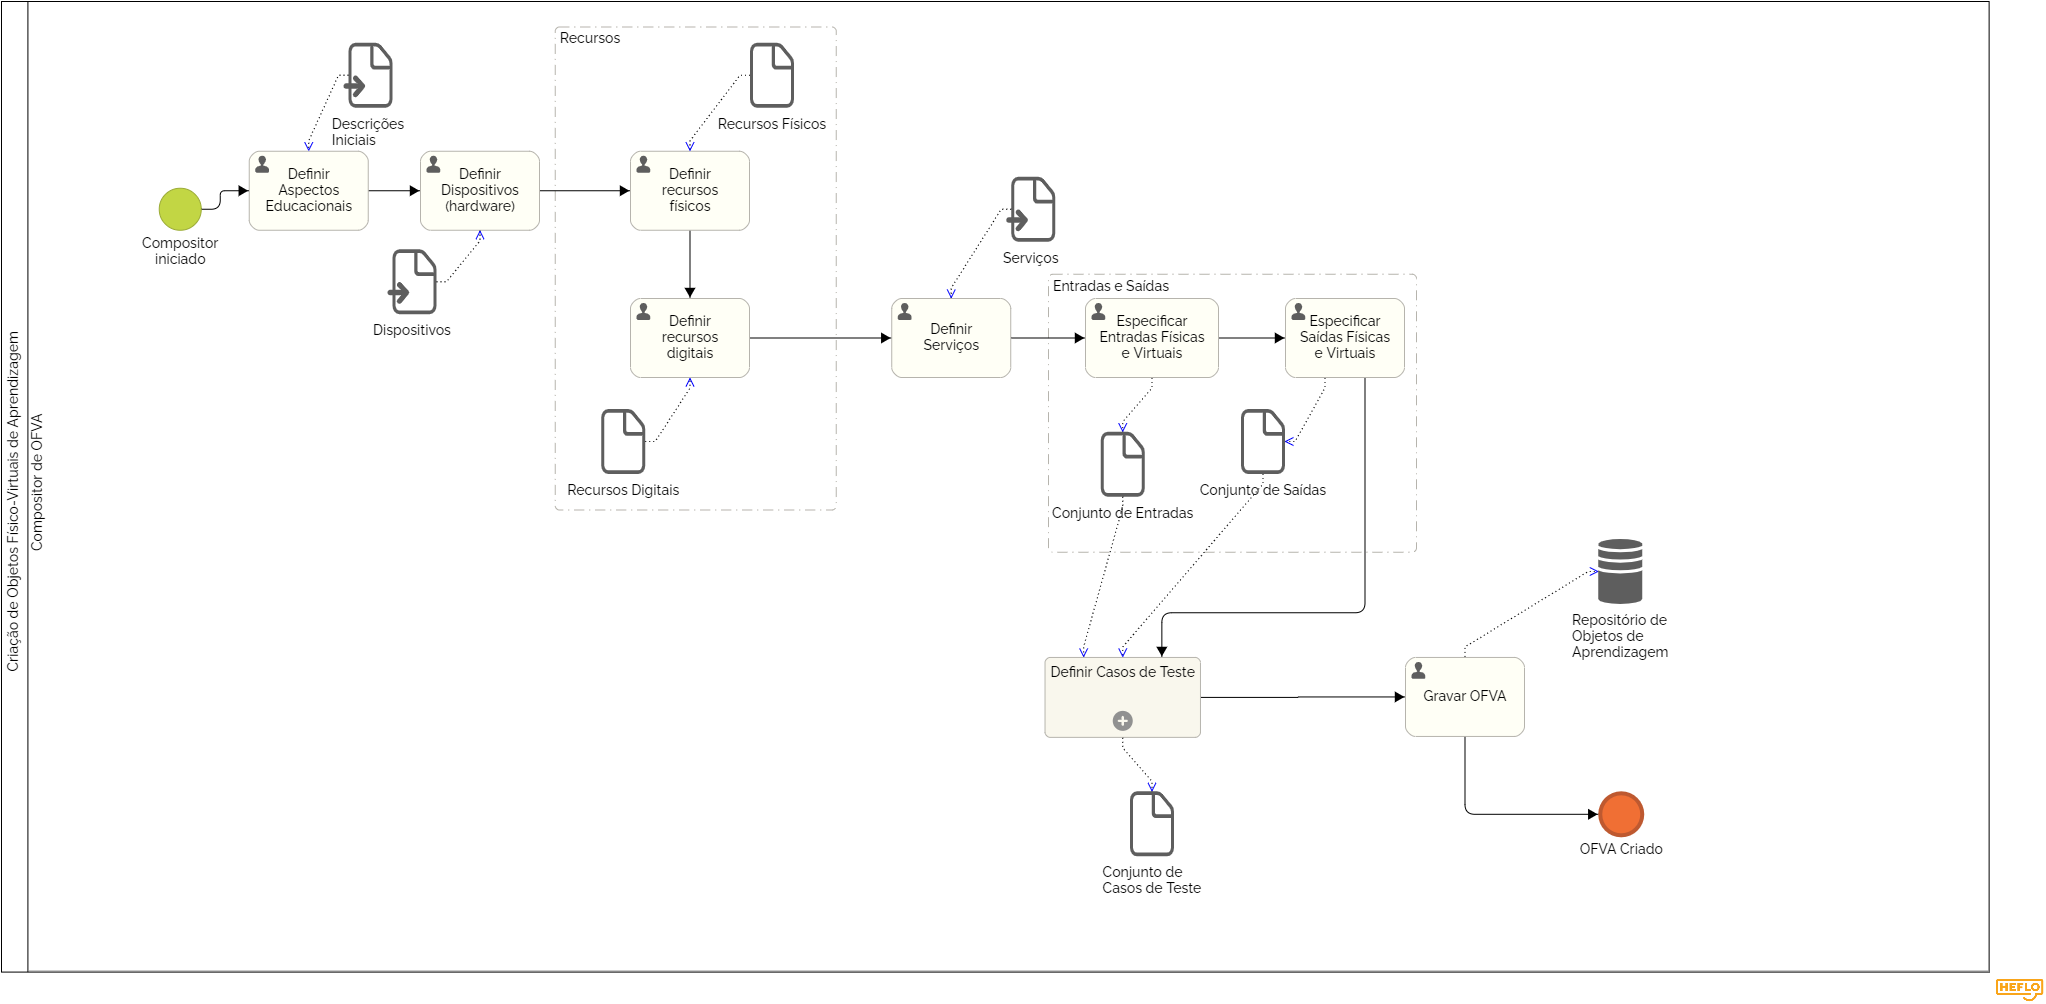 Criação de Objetos Físico-Virtuais de Aprendizagem
Compositor de OFVA
Compositor
iniciado
Descrições
Iniciais
Definir
Aspectos
Educacionais
Definir
Dispositivos
(hardware)
Dispositivos
Recursos
Recursos Físicos
Definir
recursos
físicos
Definir
recursos
digitais
Recursos Digitais
Serviços
Definir
Serviços
Entradas e Saídas
Especificar
Entradas Físicas
e Virtuais
Especificar
Saídas Físicas
e Virtuais
Conjunto de Entradas
Conjunto de Saídas
Definir Casos de Teste
Conjunto de
Casos de Teste
Gravar OFVA
Repositório de
Objetos de
Aprendizagem
OFVA Criado
HEFLO